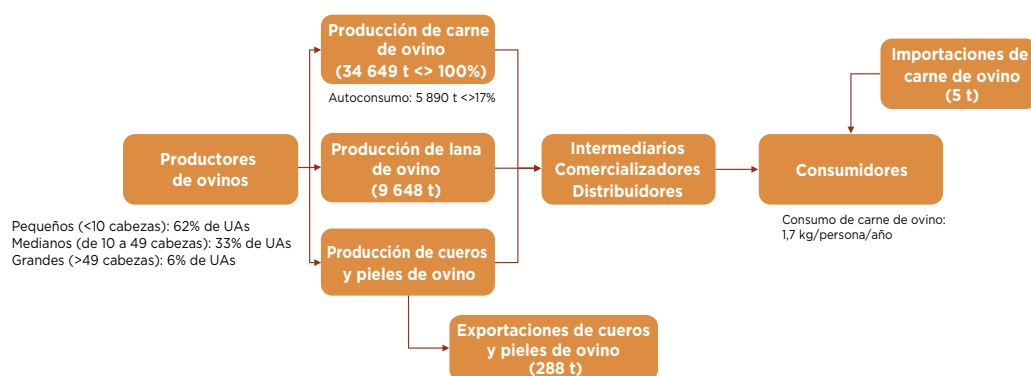 Producción de carne
de ovino
(34 649 t <> 100%)
Autoconsumo: 5 890 t <>17%
Importaciones de
carne de ovino
(5 t)
Productores
de ovinos
Producción de lana
de ovino
(9 648 t)
Intermediarios
Comercializadores
Distribuidores
Consumidores
Pequeños (<10 cabezas): 62% de UAs
Medianos (de 10 a 49 cabezas): 33% de UAs
Grandes (>49 cabezas): 6% de UAs
Consumo de carne de ovino:
1,7 kg/persona/año
Producción de cueros
y pieles de ovino
Exportaciones de cueros
y pieles de ovino
(288 t)